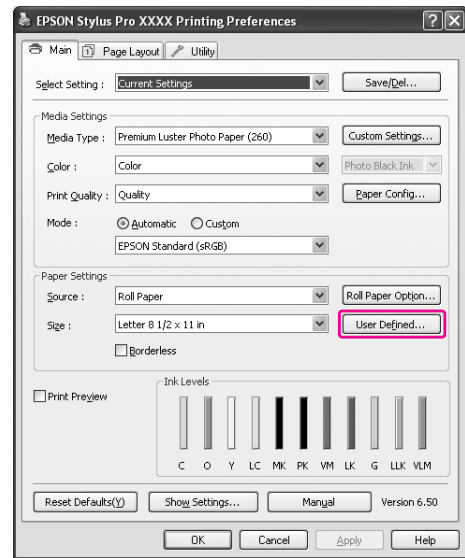 EPSON Stylus Pro XXXX Printing Preferences
Main Page Layout Utility
Select Setting : Current Settings Save/Del...
Media Settings
Media Type : Premium Luster Photo Paper (260) Custom Settings...
Color : Color Photo Black Ink
Print Quality : Quality Paper Config...
Mode : Automatic Custom
EPSON Standard (sRGB)
Paper Settings
Source : Roll Paper Roll Paper Option...
Size : Letter 8 1/2 x 11 in User Defined...
Borderless
Print Preview
Ink Levels
C O Y LC MK PK VM LK G LLK VLM
Reset Defaults(Y) Show Settings... Manual Version 6.50
OK Cancel Apply Help